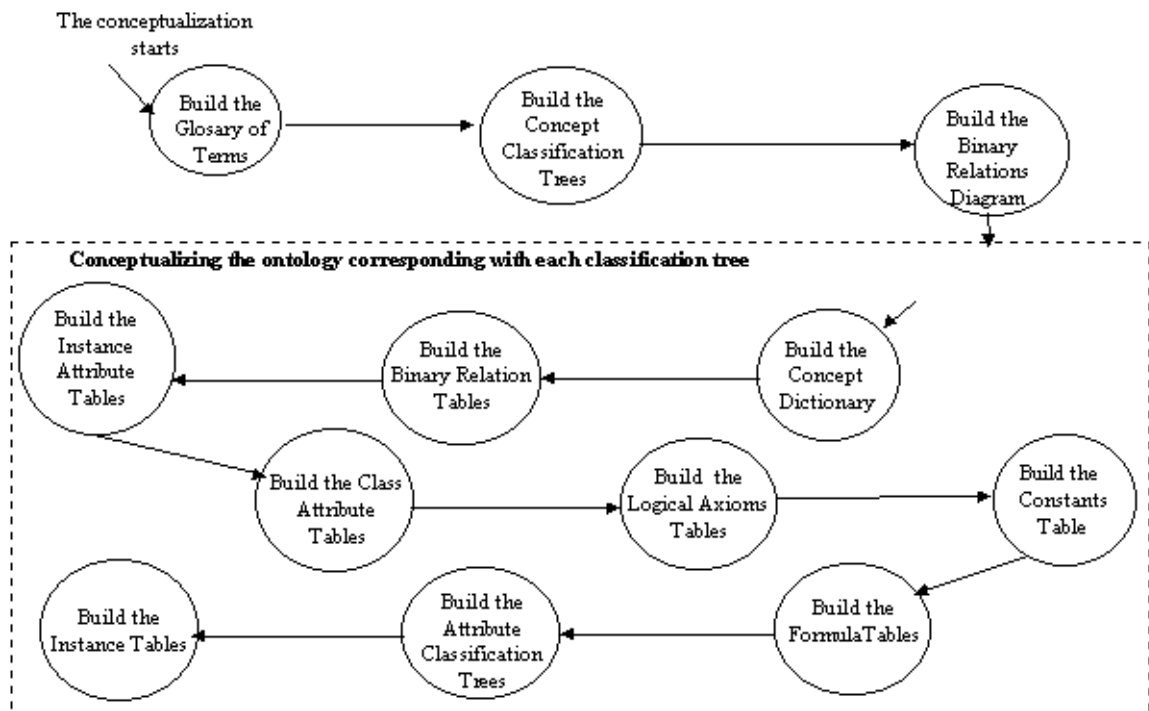 The conceptualization
starts
Build the
Glosary of
Terms
Build the
Concept
Classification
Trees
Build the
Binary
Relations
Diagram
Conceptualizing the ontology corresponding with each classification tree
Build the
Instance
Attribute
Tables
Build the
Binary Relation
Tables
Build the
Concept
Dictionary
Build the Class
Attribute
Tables
Build the
Logical Axioms
Tables
Build the
Constants
Table
Build the
Instance Tables
Build the
Attribute
Classification
Trees
Build the
FormulaTables